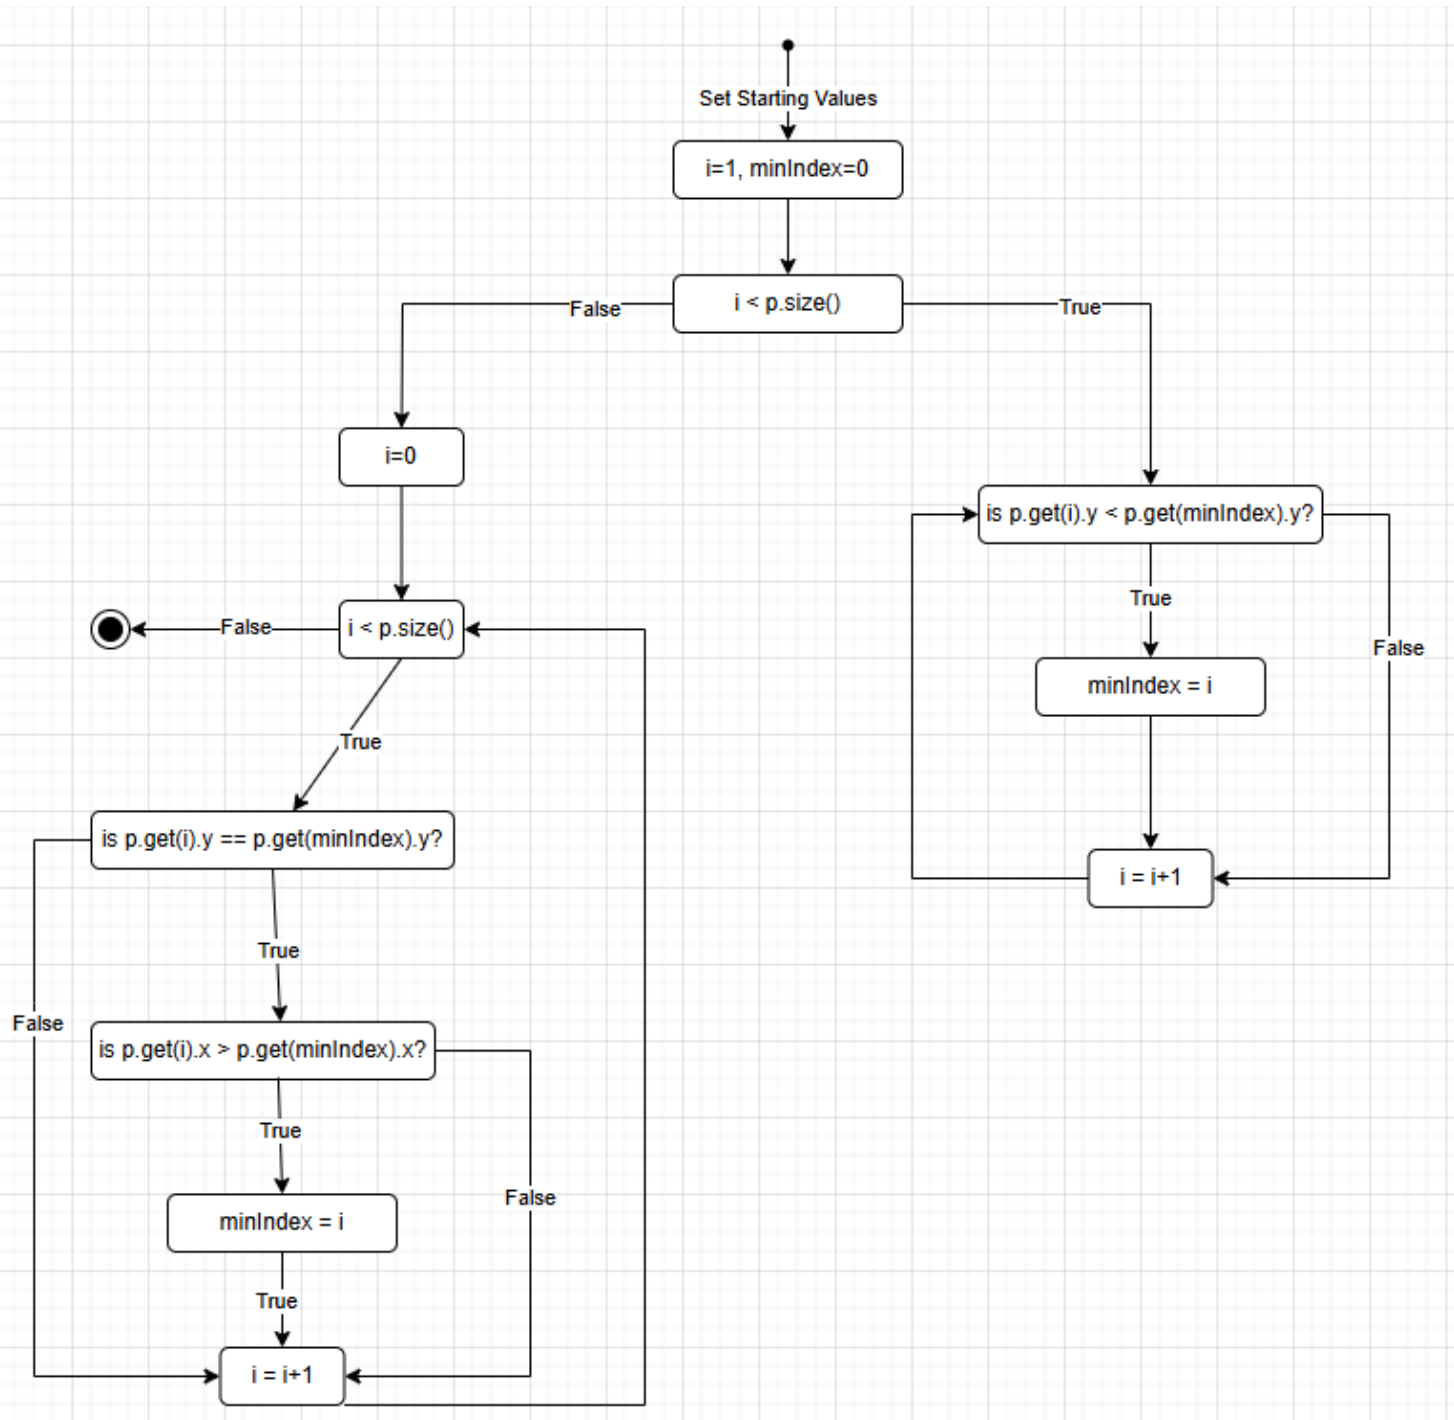 Set Starting Values
i=1, minIndex=0
i < p.size()
False
True
i=0
is p.get(i).y < p.get(minIndex).y?
True
False
minIndex = i
i = i+1
i < p.size()
False
True
is p.get(i).y == p.get(minIndex).y?
True
False
is p.get(i).x > p.get(minIndex).x?
True
False
minIndex = i
True
i = i+1